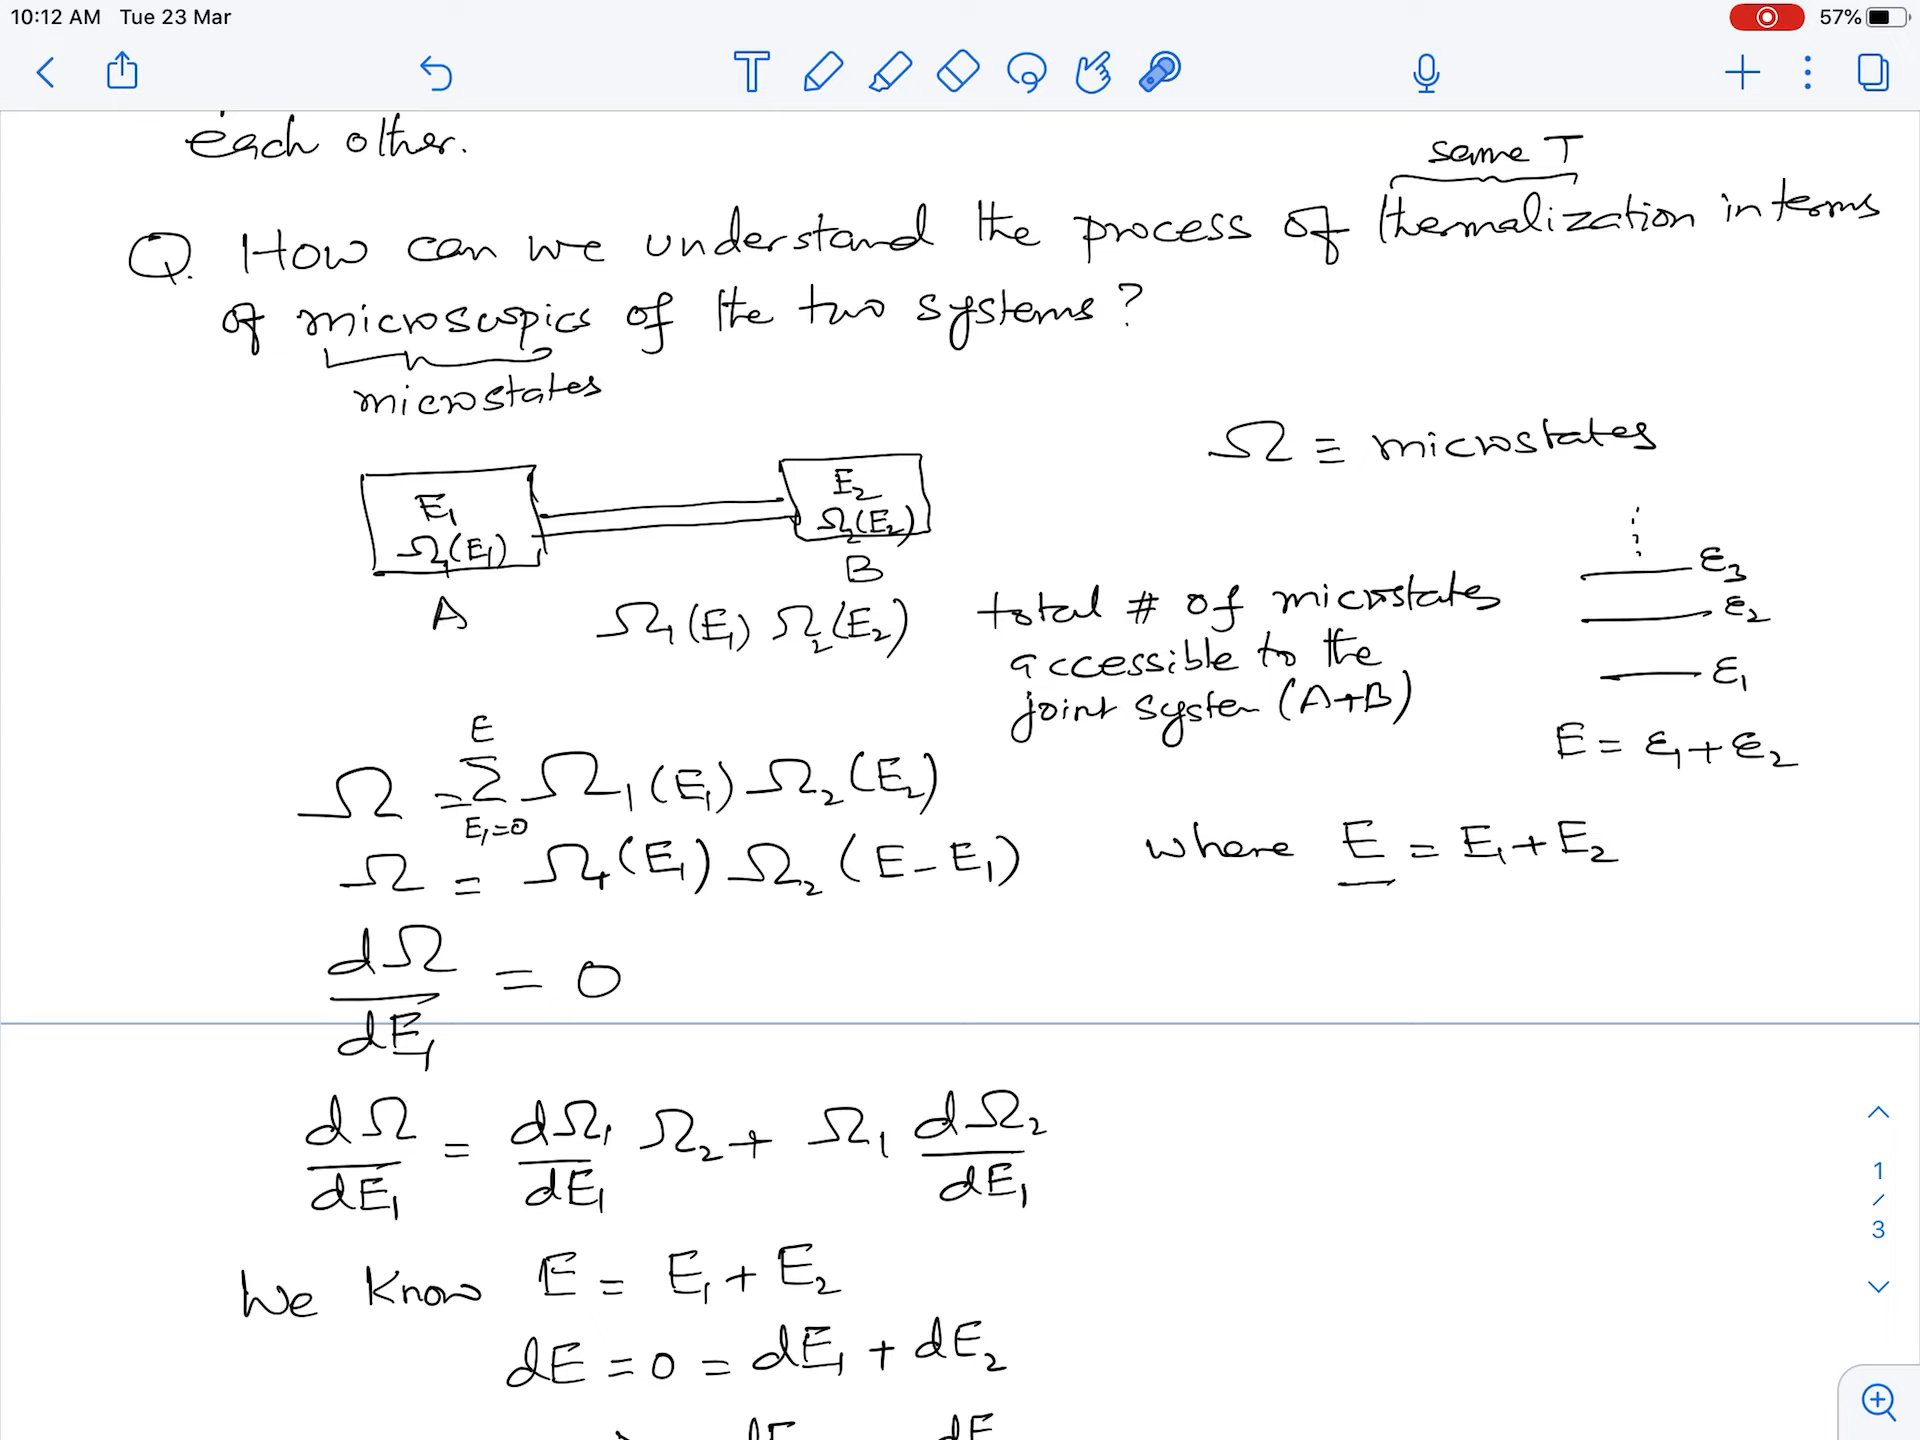 10:12 AM Tue 23 Mar 57%
T
each other.
same T
Q. How can we understand the process of thermalization in terms
of microscopics of the two systems?
microstates
Ω ≡ microstates
E₁
Ω₁(E₁)
A
E₂
Ω₂(E₂)
B
ε₃
ε₂
ε₁
E = ε₁ + ε₂
Ω₁(E₁) Ω₂(E₂) total # of microstates
accessible to the
joint system (A+B)
Ω = Σ_{E₁=0}^{E} Ω₁(E₁) Ω₂(E₂)
Ω = Ω₁(E₁) Ω₂(E–E₁) where E = E₁ + E₂
dΩ/dE₁ = 0
dΩ/dE₁ = dΩ₁/dE₁ Ω₂ + Ω₁ dΩ₂/dE₁
We know E = E₁ + E₂
dE = 0 = dE₁ + dE₂
1
/
3